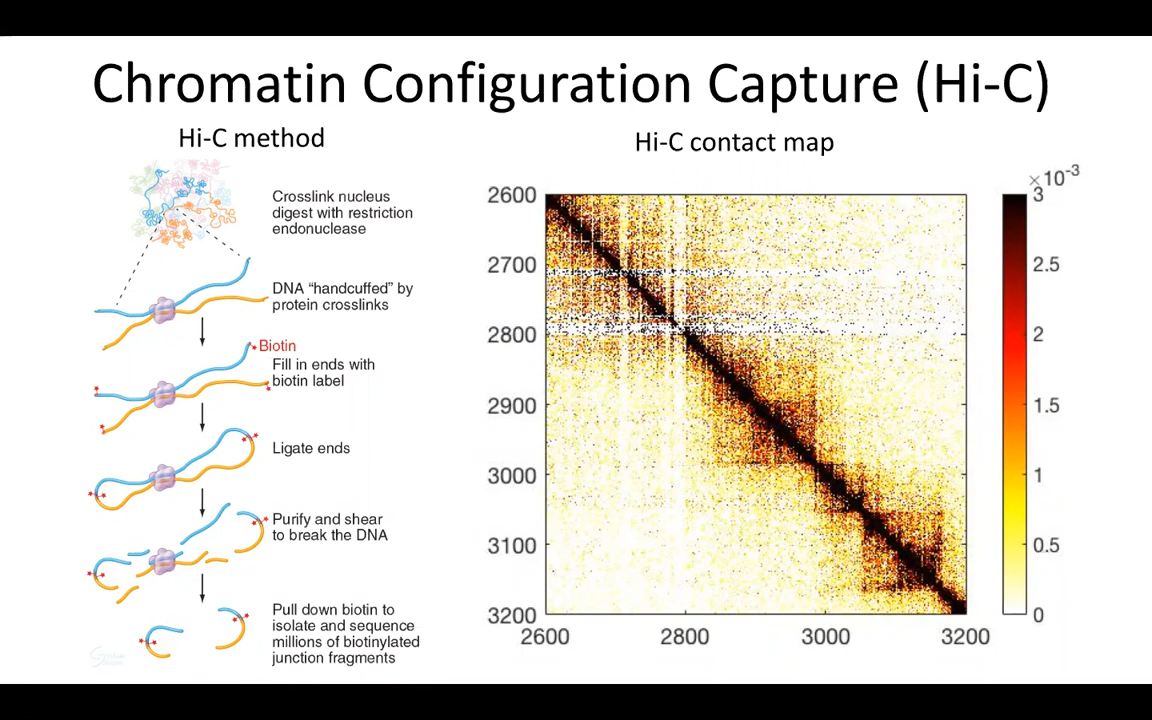 Chromatin Configuration Capture (Hi-C)
Hi-C method
Crosslink nucleus
digest with restriction
endonuclease
DNA “handcuffed” by
protein crosslinks
Biotin
Fill in ends with
biotin label
Ligate ends
Purify and shear
to break the DNA
Pull down biotin to
isolate and sequence
millions of biotinylated
junction fragments
Hi-C contact map
2600
2700
2800
2900
3000
3100
3200
2600
2800
3000
3200
×10⁻³
3
2.5
2
1.5
1
0.5
0